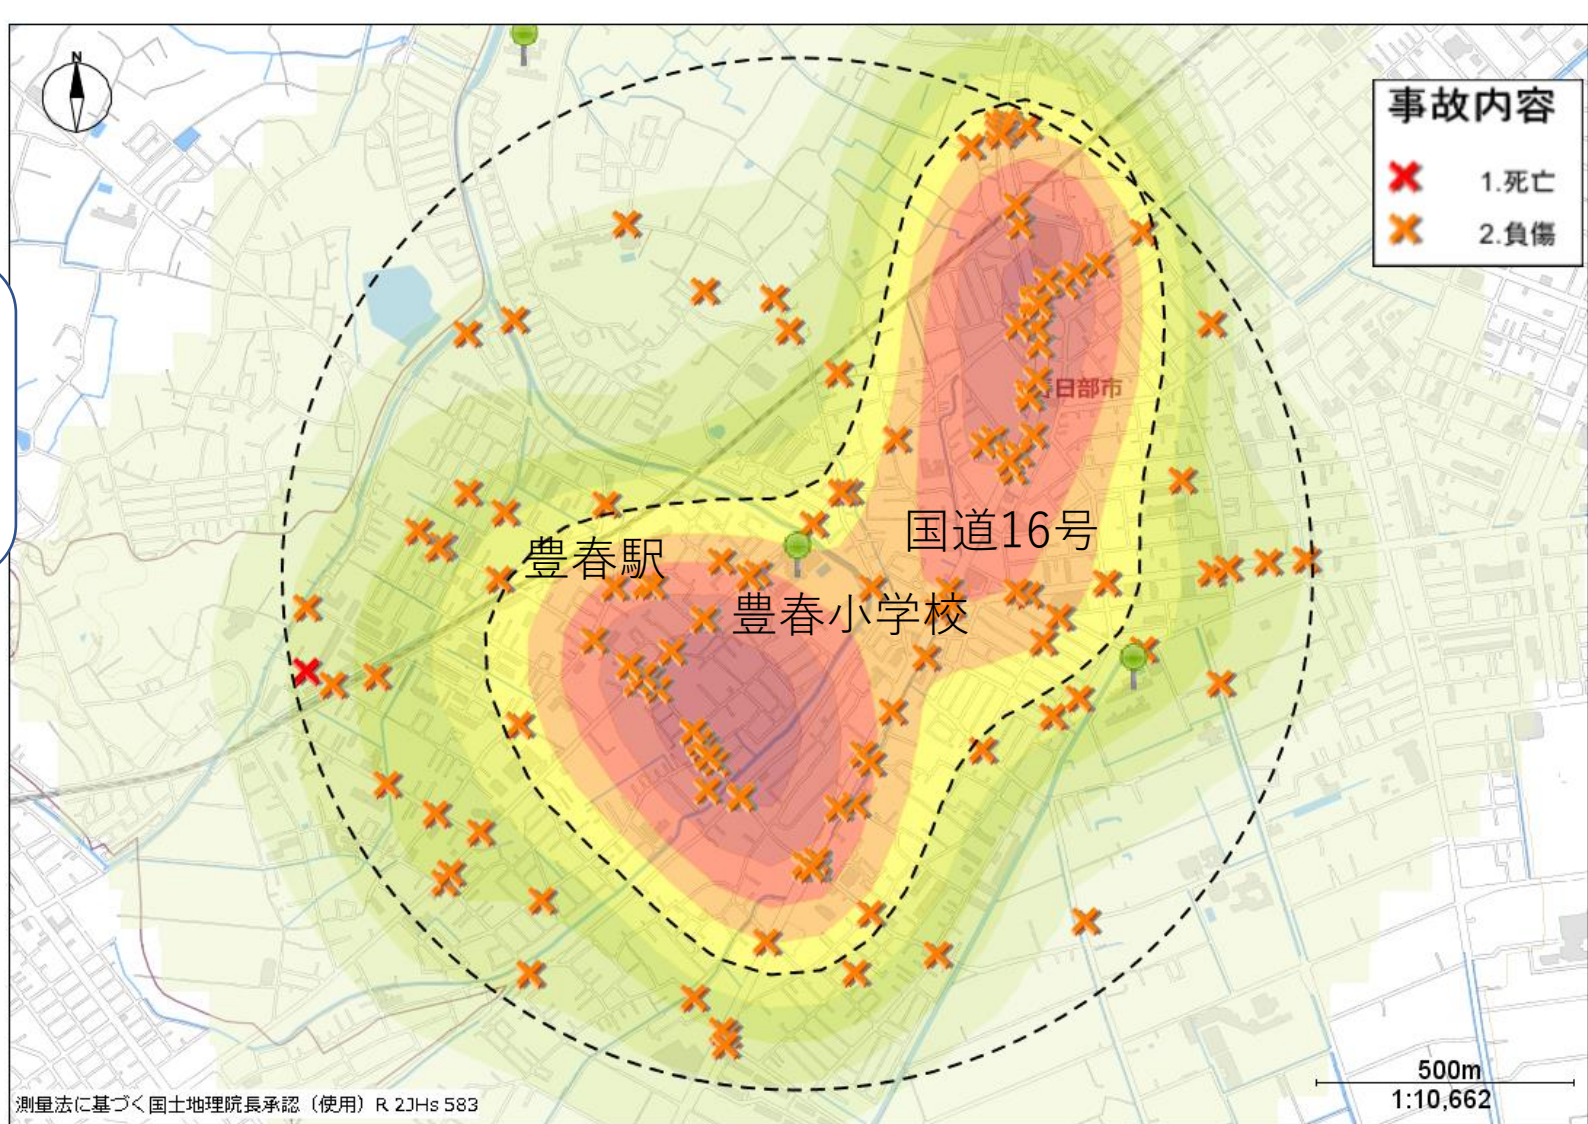 N
事故内容
1.死亡
2.負傷
春日部市
国道16号
豊春駅
豊春小学校
500m
1:10,662
測量法に基づく国土地理院長承認（使用）R 2JHs 583